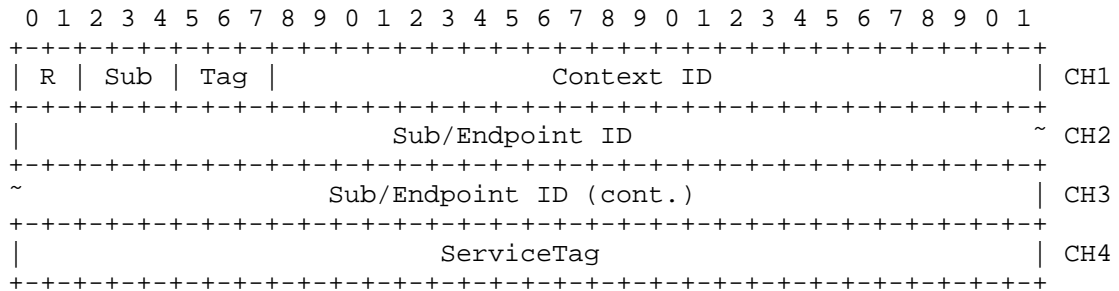 0 1 2 3 4 5 6 7 8 9 0 1 2 3 4 5 6 7 8 9 0 1 2 3 4 5 6 7 8 9 0 1
+-+-+-+-+-+-+-+-+-+-+-+-+-+-+-+-+-+-+-+-+-+-+-+-+-+-+-+-+-+-+-+-+
| R | Sub | Tag |                 Context ID                    | CH1
+-+-+-+-+-+-+-+-+-+-+-+-+-+-+-+-+-+-+-+-+-+-+-+-+-+-+-+-+-+-+-+-+
|                       Sub/Endpoint ID                         ~ CH2
+-+-+-+-+-+-+-+-+-+-+-+-+-+-+-+-+-+-+-+-+-+-+-+-+-+-+-+-+-+-+-+-+
~                   Sub/Endpoint ID (cont.)                     | CH3
+-+-+-+-+-+-+-+-+-+-+-+-+-+-+-+-+-+-+-+-+-+-+-+-+-+-+-+-+-+-+-+-+
|                          ServiceTag                           | CH4
+-+-+-+-+-+-+-+-+-+-+-+-+-+-+-+-+-+-+-+-+-+-+-+-+-+-+-+-+-+-+-+-+